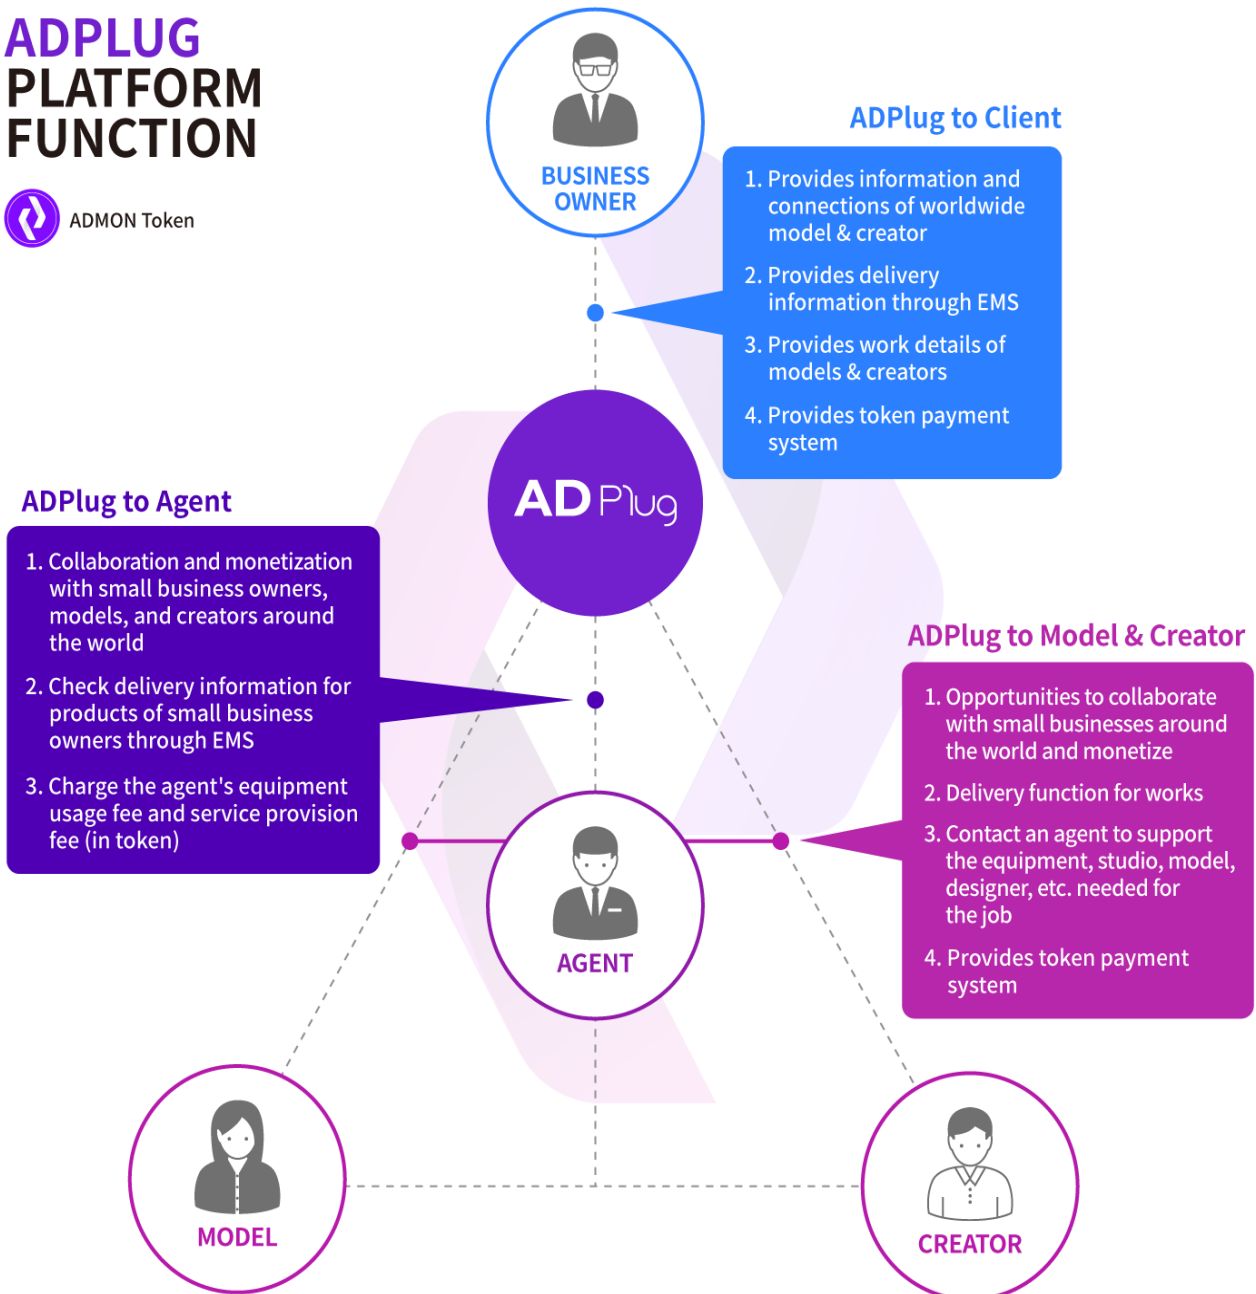 ADPLUG
PLATFORM
FUNCTION
ADMON Token
BUSINESS
OWNER
ADPlug to Client
1. Provides information and
connections of worldwide
model & creator
2. Provides delivery
information through EMS
3. Provides work details of
models & creators
4. Provides token payment
system
AD Plug
ADPlug to Agent
1. Collaboration and monetization
with small business owners,
models, and creators around
the world
2. Check delivery information for
products of small business
owners through EMS
3. Charge the agent's equipment
usage fee and service provision
fee (in token)
ADPlug to Model & Creator
1. Opportunities to collaborate
with small businesses around
the world and monetize
2. Delivery function for works
3. Contact an agent to support
the equipment, studio, model,
designer, etc. needed for
the job
4. Provides token payment
system
AGENT
MODEL
CREATOR